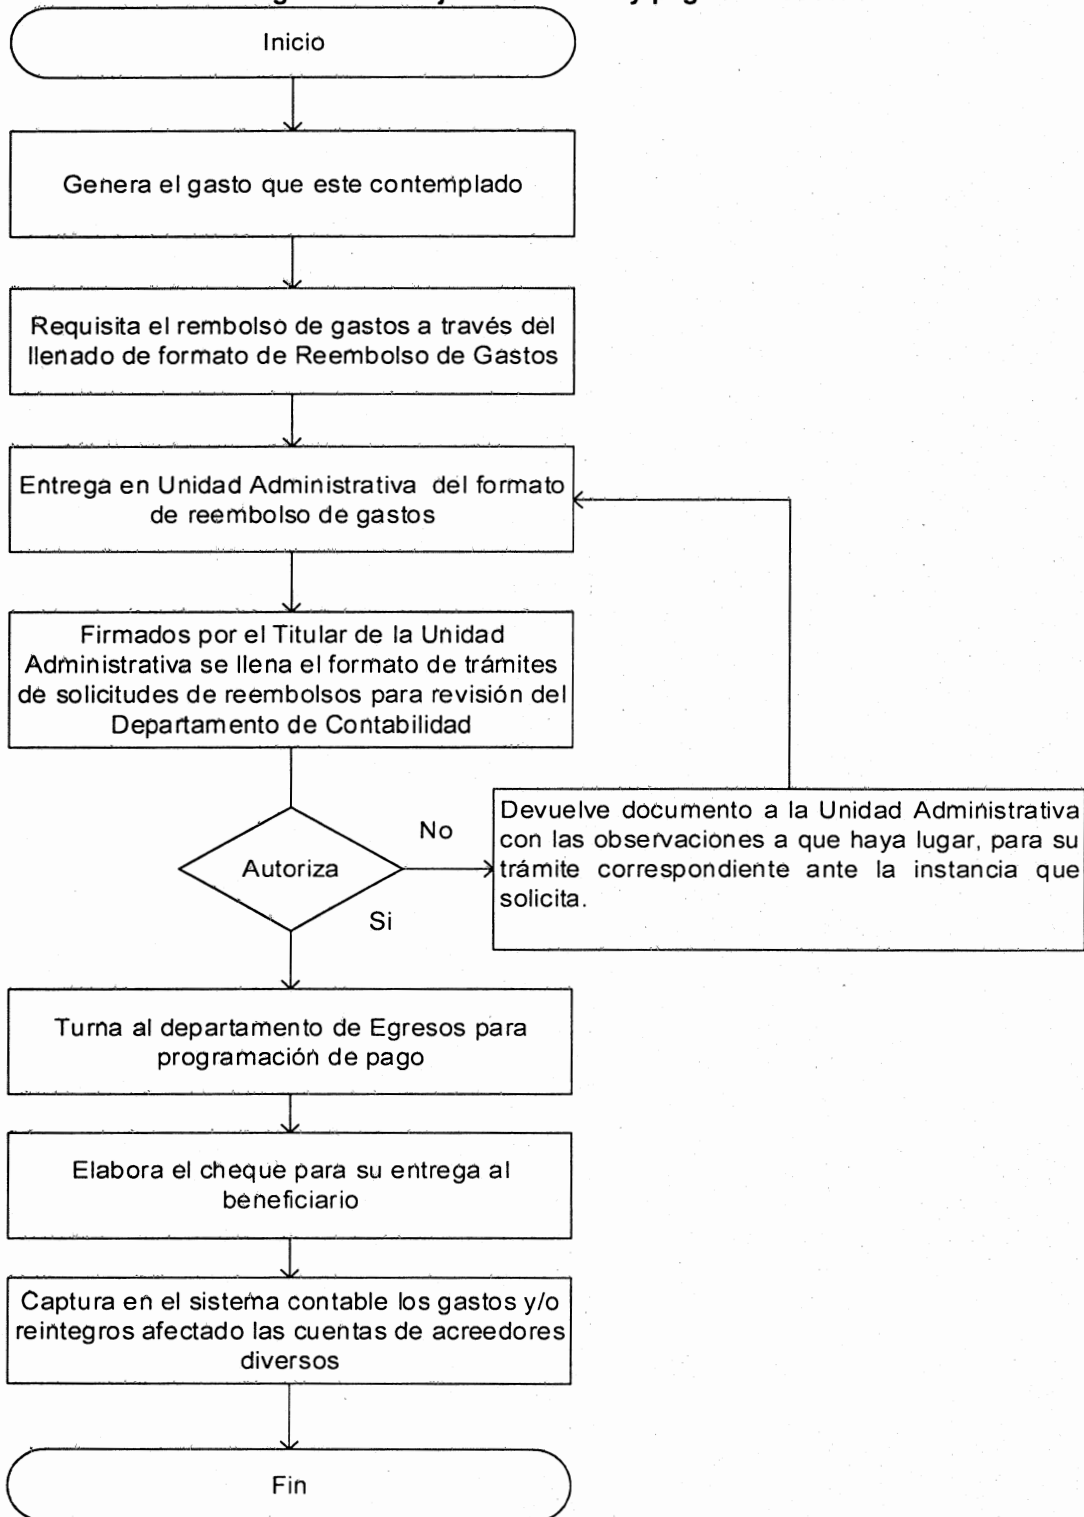 Inicio
Genera el gasto que este contemplado
Requisita el rembolso de gastos a través del
llenado de formato de Reembolso de Gastos
Entrega en Unidad Administrativa del formato
de reembolso de gastos
Firmados por el Titular de la Unidad
Administrativa se llena el formato de trámites
de solicitudes de reembolsos para revisión del
Departamento de Contabilidad
Autoriza
No
Devuelve documento a la Unidad Administrativa
con las observaciones a que haya lugar, para su
trámite correspondiente ante la instancia que
solicita.
Si
Turna al departamento de Egresos para
programación de pago
Elabora el cheque para su entrega al
beneficiario
Captura en el sistema contable los gastos y/o
reintegros afectado las cuentas de acreedores
diversos
Fin